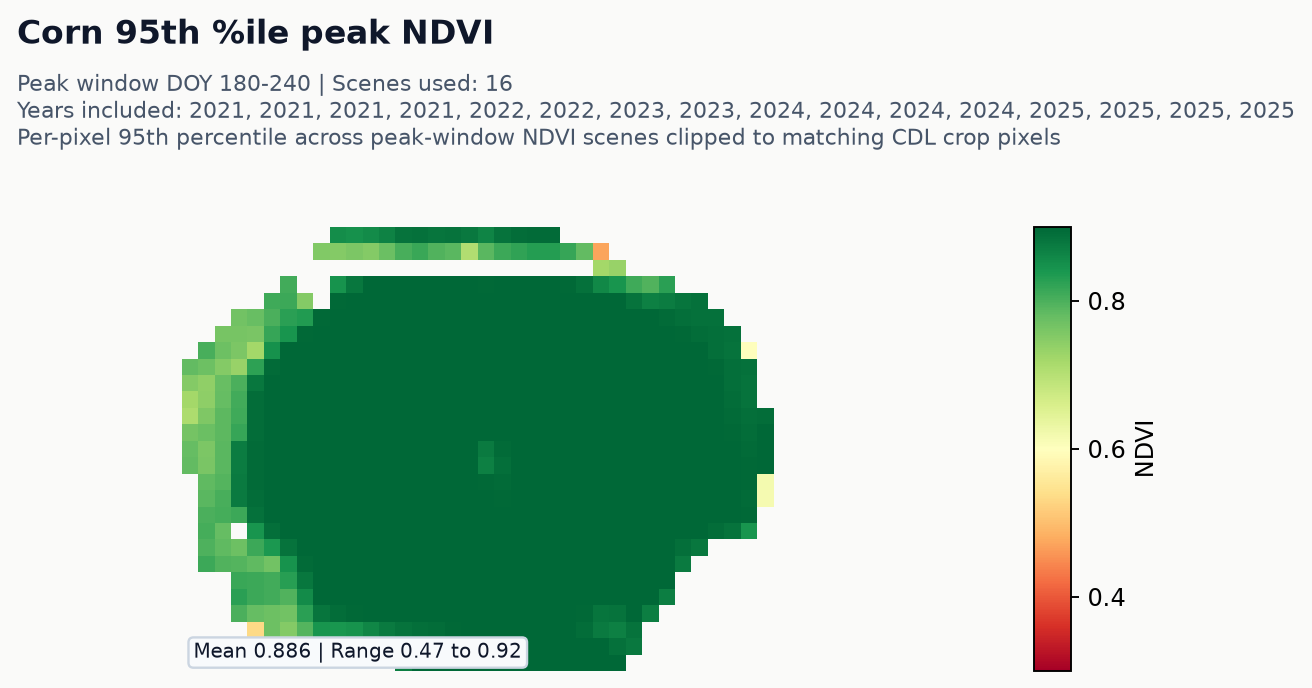 Corn 95th %ile peak NDVI
Peak window DOY 180-240 | Scenes used: 16
Years included: 2021, 2021, 2021, 2021, 2022, 2022, 2023, 2023, 2024, 2024, 2024, 2024, 2025, 2025, 2025, 2025
Per-pixel 95th percentile across peak-window NDVI scenes clipped to matching CDL crop pixels
0.8
0.6
0.4
NDVI
Mean 0.886 | Range 0.47 to 0.92